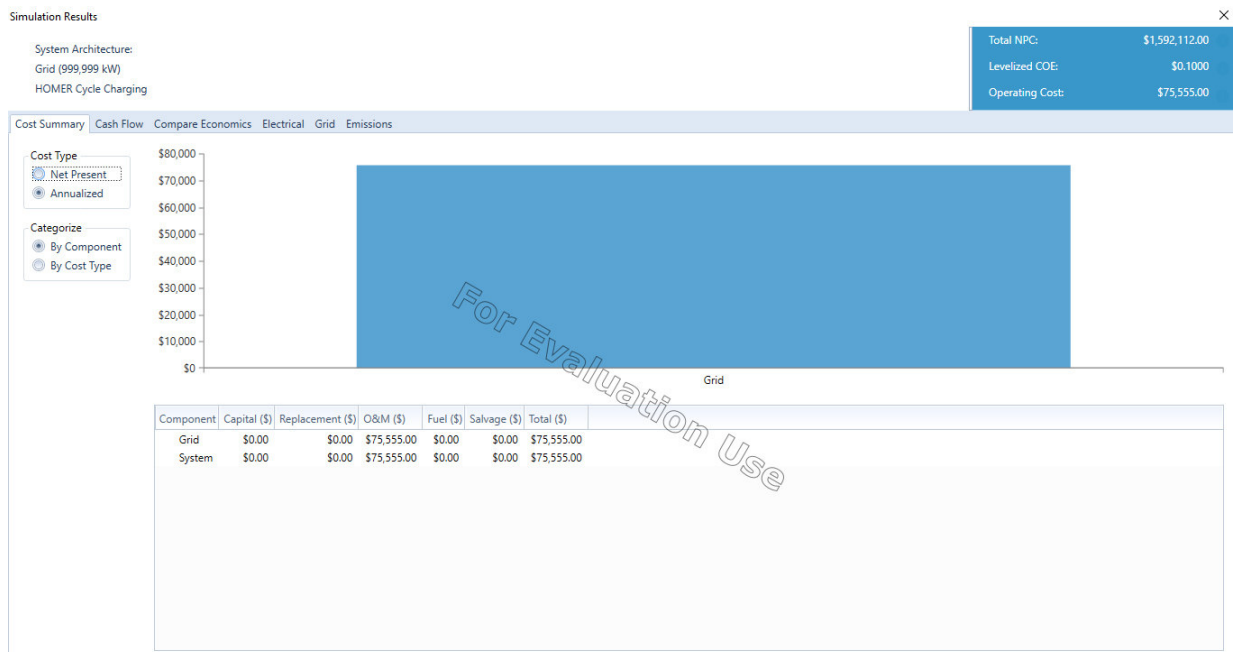 Simulation Results
System Architecture:
Grid (999,999 kW)
HOMER Cycle Charging
Total NPC: $1,592,112.00
Levelized COE: $0.1000
Operating Cost: $75,555.00
Cost Summary Cash Flow Compare Economics Electrical Grid Emissions
Cost Type
Net Present
Annualized
Categorize
By Component
By Cost Type
$80,000
$70,000
$60,000
$50,000
$40,000
$30,000
$20,000
$10,000
$0
Grid
For Evaluation Use
Component Capital ($) Replacement ($) O&M ($) Fuel ($) Salvage ($) Total ($)
Grid $0.00 $0.00 $75,555.00 $0.00 $0.00 $75,555.00
System $0.00 $0.00 $75,555.00 $0.00 $0.00 $75,555.00